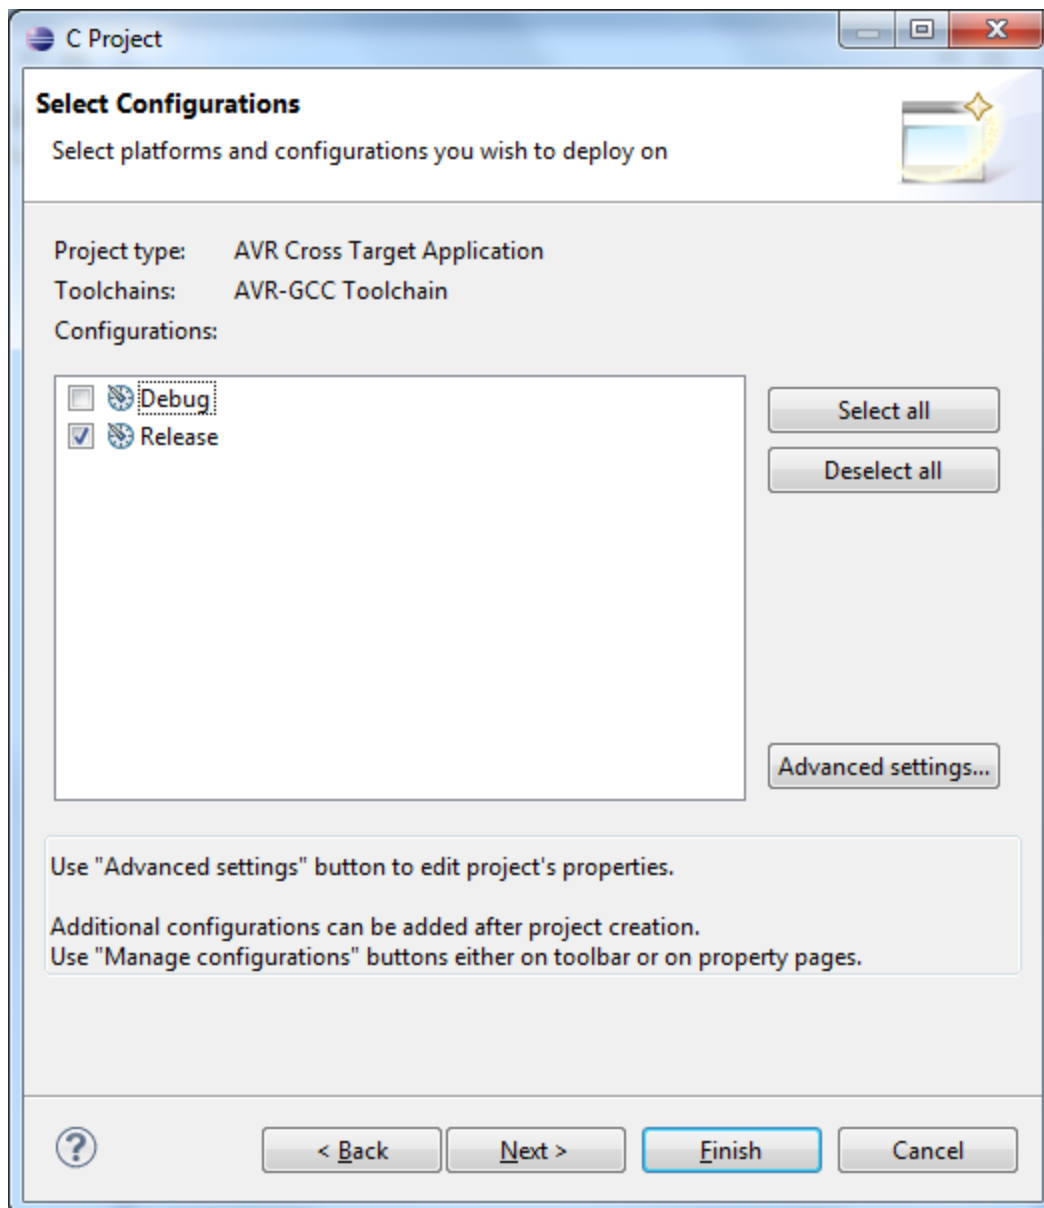 C Project
Select Configurations
Select platforms and configurations you wish to deploy on
Project type: AVR Cross Target Application
Toolchains: AVR-GCC Toolchain
Configurations:
Debug
Release
Select all
Deselect all
Advanced settings...
Use "Advanced settings" button to edit project's properties.
Additional configurations can be added after project creation.
Use "Manage configurations" buttons either on toolbar or on property pages.
? < Back Next > Finish Cancel